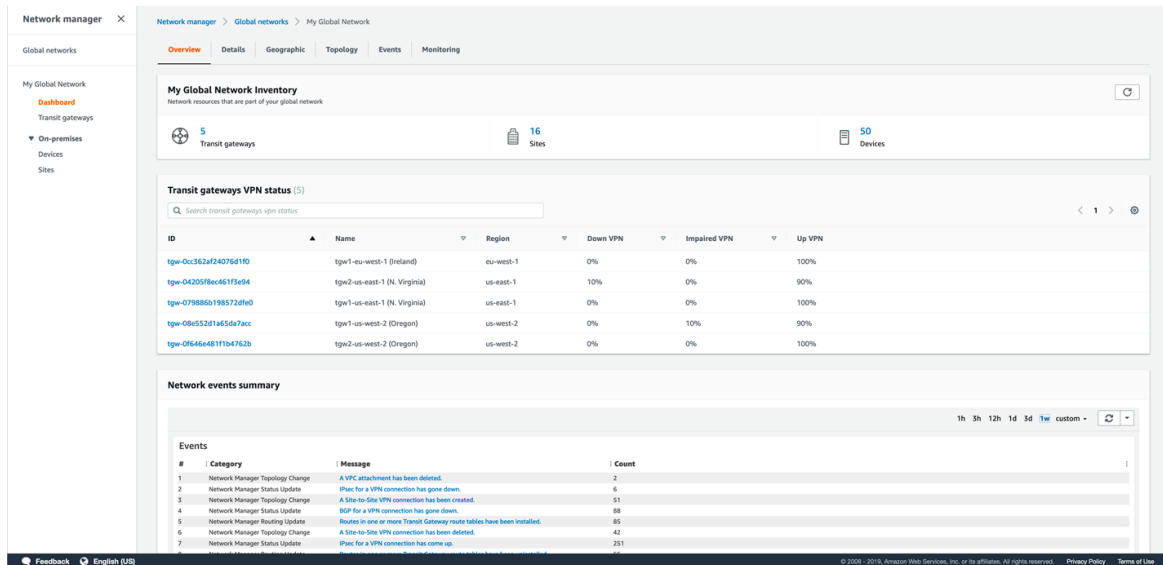 Network manager
Global networks
My Global Network
Dashboard
Transit gateways
On-premises
Devices
Sites
Network manager > Global networks > My Global Network
Overview Details Geographic Topology Events Monitoring
My Global Network Inventory
Network resources that are part of your global network
5
Transit gateways
16
Sites
50
Devices
Transit gateways VPN status (5)
Search transit gateways vpn status
1
ID Name Region Down VPN Impaired VPN Up VPN
tgw-0cc362af24076d1f0 tgw1-eu-west-1 (Ireland) eu-west-1 0% 0% 100%
tgw-04205f8ec461f3e94 tgw2-us-east-1 (N. Virginia) us-east-1 10% 0% 90%
tgw-079886b198572dfe0 tgw1-us-east-1 (N. Virginia) us-east-1 0% 0% 100%
tgw-08e552d1a65da7acc tgw1-us-west-2 (Oregon) us-west-2 0% 10% 90%
tgw-0f646e481f1b4762b tgw2-us-west-2 (Oregon) us-west-2 0% 0% 100%
Network events summary
1h 3h 12h 1d 3d 1w custom
Events
# Category Message Count
1 Network Manager Topology Change A VPC attachment has been deleted. 2
2 Network Manager Status Update IPsec for a VPN connection has gone down. 6
3 Network Manager Topology Change A Site-to-Site VPN connection has been created. 51
4 Network Manager Status Update BGP for a VPN connection has gone down. 88
5 Network Manager Routing Update Routes in one or more Transit Gateway route tables have been installed. 85
6 Network Manager Topology Change A Site-to-Site VPN connection has been deleted. 42
7 Network Manager Status Update IPsec for a VPN connection has come up. 251
Feedback English (US) © 2008 - 2019, Amazon Web Services, Inc. or its affiliates. All rights reserved. Privacy Policy Terms of Use